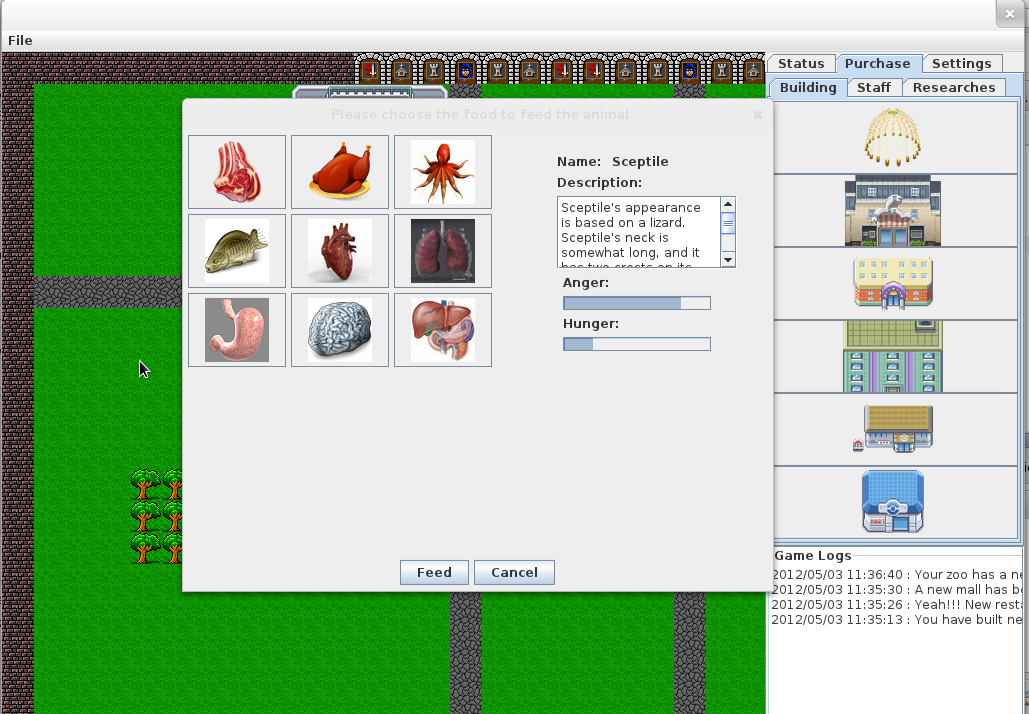 File
Status Purchase Settings
Building Staff Researches
Please choose the food to feed the animal
Name: Sceptile
Description:
Sceptile's appearance
is based on a lizard.
Sceptile's neck is
somewhat long, and it
has two crests on its
Anger:
Hunger:
Feed Cancel
MART
Game Logs
2012/05/03 11:36:40 : Your zoo has a ne
2012/05/03 11:35:30 : A new mall has be
2012/05/03 11:35:26 : Yeah!!! New resta
2012/05/03 11:35:13 : You have built ne